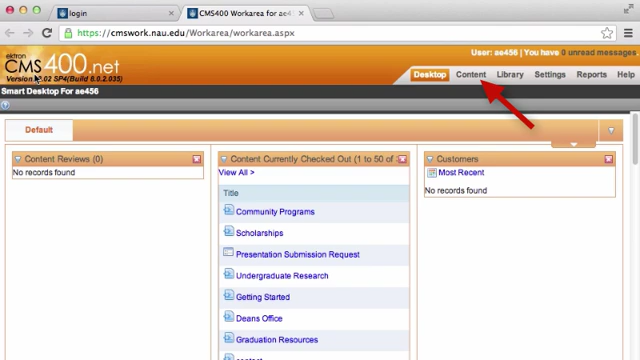 login
CMS400 Workarea for ae45
https://cmswork.nau.edu/Workarea/workarea.aspx
ektron
CMS400.net
User: ae456 | You have 0 unread messages
Desktop Content Library Settings Reports Help
Smart Desktop For ae456
Default
Content Reviews (0)
No records found
Content Currently Checked Out (1 to 50 of
View All >
Title
Community Programs
Scholarships
Presentation Submission Request
Undergraduate Research
Getting Started
Deans Office
Graduation Resources
Customers
Most Recent
No records found